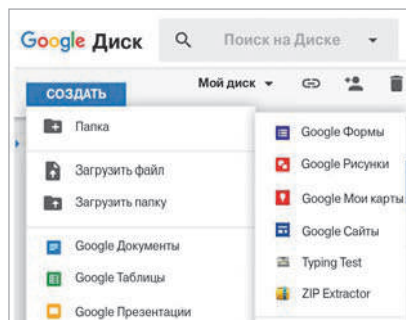 Google Диск
Поиск на Диске
Мой диск
СОЗДАТЬ
Папка
Загрузить файл
Загрузить папку
Google Документы
Google Таблицы
Google Презентации
Google Формы
Google Рисунки
Google Мои карты
Google Сайты
Typing Test
ZIP Extractor